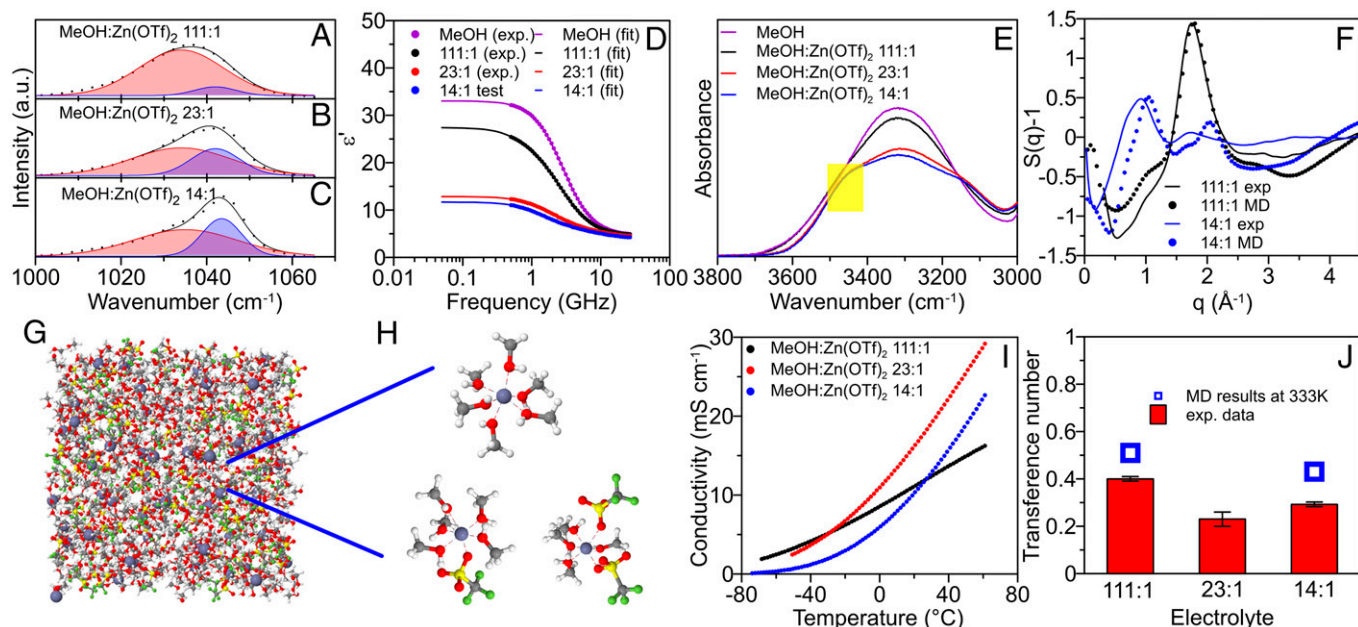 A
MeOH:Zn(OTf)₂ 111:1
B
MeOH:Zn(OTf)₂ 23:1
C
MeOH:Zn(OTf)₂ 14:1
Intensity (a.u.)
1000 1020 1040 1060
Wavenumber (cm⁻¹)
D
MeOH (exp.) MeOH (fit)
111:1 (exp.) 111:1 (fit)
23:1 (exp.) 23:1 (fit)
14:1 test 14:1 (fit)
50
40
30
20
10
0
ε'
0.01 0.1 1 10 100
Frequency (GHz)
E
MeOH
MeOH:Zn(OTf)₂ 111:1
MeOH:Zn(OTf)₂ 23:1
MeOH:Zn(OTf)₂ 14:1
Absorbance
3800 3600 3400 3200 3000
Wavenumber (cm⁻¹)
F
1.5
1
0.5
0
-0.5
-1
-1.5
S(q)-1
111:1 exp
111:1 MD
14:1 exp
14:1 MD
0 1 2 3 4
q (Å⁻¹)
G
H
I
MeOH:Zn(OTf)₂ 111:1
MeOH:Zn(OTf)₂ 23:1
MeOH:Zn(OTf)₂ 14:1
30
20
10
0
Conductivity (mS cm⁻¹)
-80 -40 0 40 80
Temperature (°C)
J
MD results at 333K
exp. data
1
0.8
0.6
0.4
0.2
0
Transference number
111:1 23:1 14:1
Electrolyte